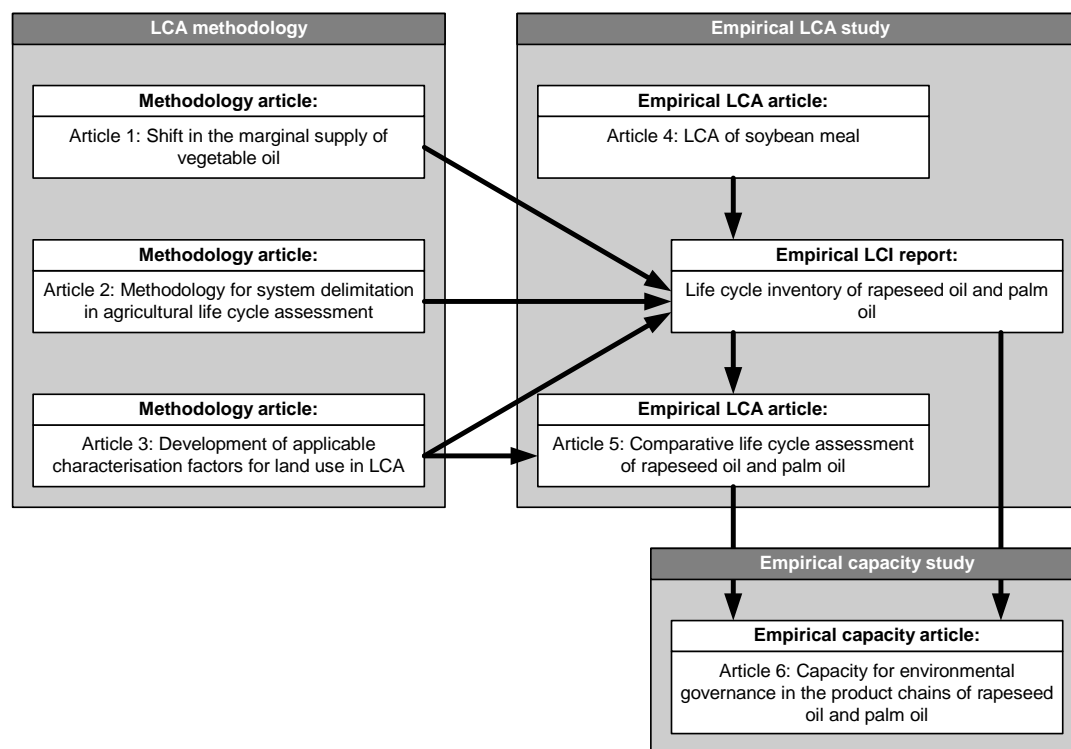 LCA methodology
Methodology article:
Article 1: Shift in the marginal supply of
vegetable oil
Methodology article:
Article 2: Methodology for system delimitation
in agricultural life cycle assessment
Methodology article:
Article 3: Development of applicable
characterisation factors for land use in LCA
Empirical LCA study
Empirical LCA article:
Article 4: LCA of soybean meal
Empirical LCI report:
Life cycle inventory of rapeseed oil and palm
oil
Empirical LCA article:
Article 5: Comparative life cycle assessment
of rapeseed oil and palm oil
Empirical capacity study
Empirical capacity article:
Article 6: Capacity for environmental
governance in the product chains of rapeseed
oil and palm oil